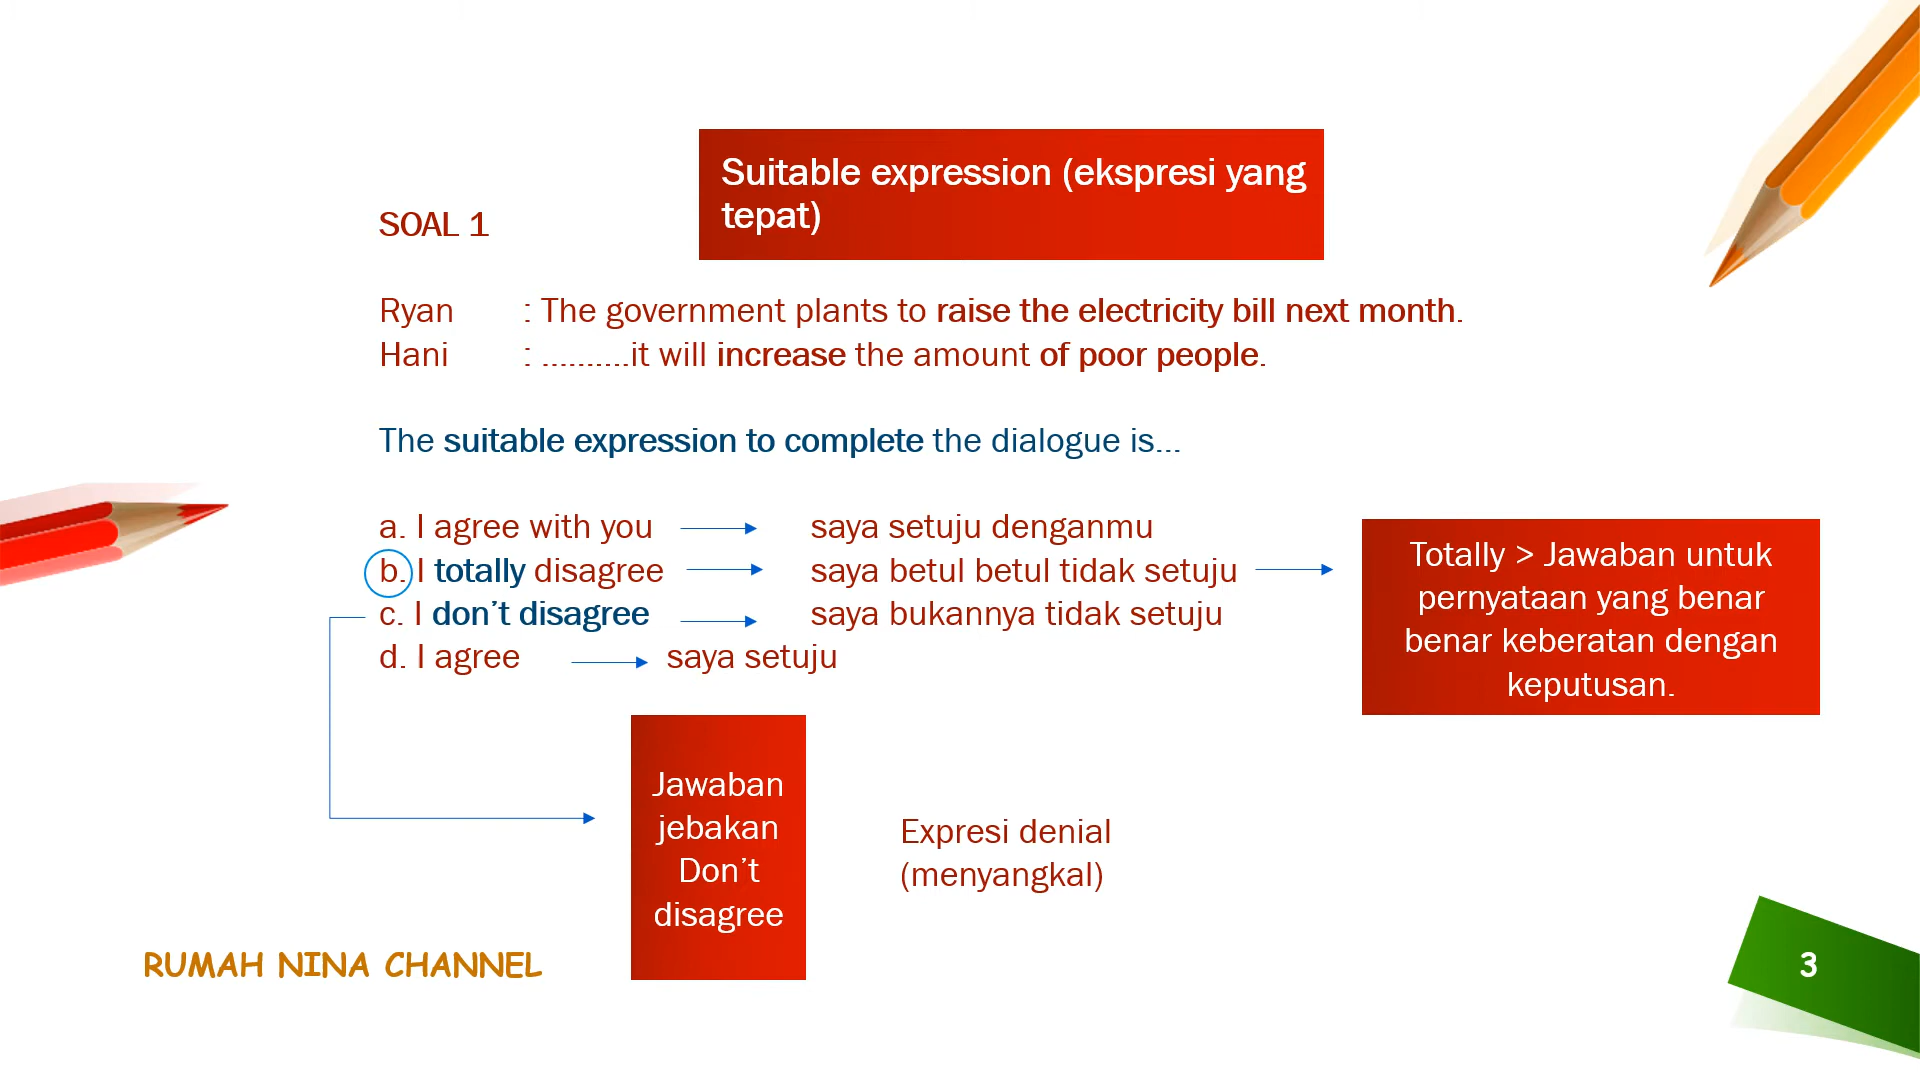 Suitable expression (ekspresi yang
tepat)
SOAL 1
Ryan : The government plants to raise the electricity bill next month.
Hani : ..........it will increase the amount of poor people.
The suitable expression to complete the dialogue is...
a. I agree with you saya setuju denganmu
b. I totally disagree saya betul betul tidak setuju
c. I don't disagree saya bukannya tidak setuju
d. I agree saya setuju
Totally > Jawaban untuk
pernyataan yang benar
benar keberatan dengan
keputusan.
Jawaban
jebakan
Don't
disagree
Expresi denial
(menyangkal)
RUMAH NINA CHANNEL
3